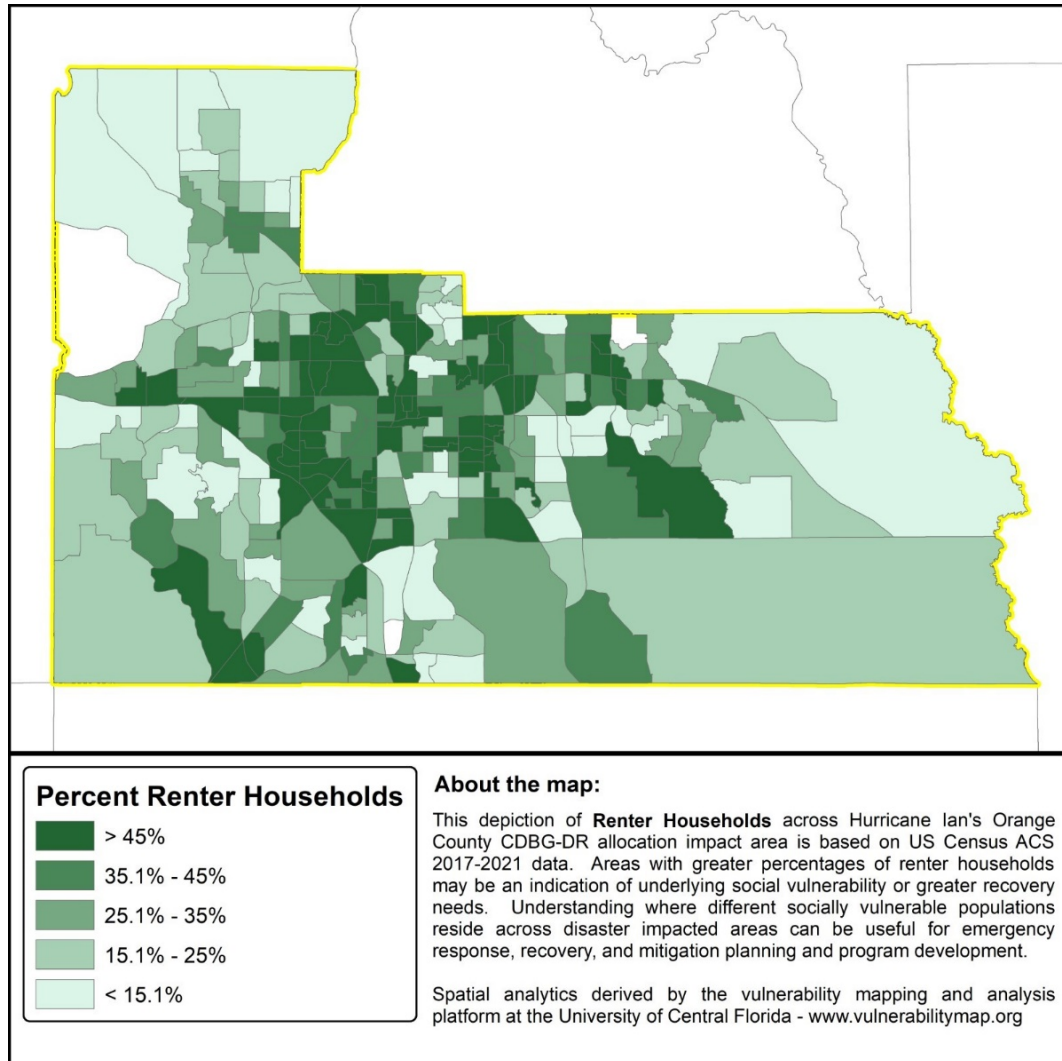 Percent Renter Households
> 45%
35.1% - 45%
25.1% - 35%
15.1% - 25%
< 15.1%
About the map:
This depiction of Renter Households across Hurricane Ian's Orange
County CDBG-DR allocation impact area is based on US Census ACS
2017-2021 data. Areas with greater percentages of renter households
may be an indication of underlying social vulnerability or greater recovery
needs. Understanding where different socially vulnerable populations
reside across disaster impacted areas can be useful for emergency
response, recovery, and mitigation planning and program development.
Spatial analytics derived by the vulnerability mapping and analysis
platform at the University of Central Florida - www.vulnerabilitymap.org